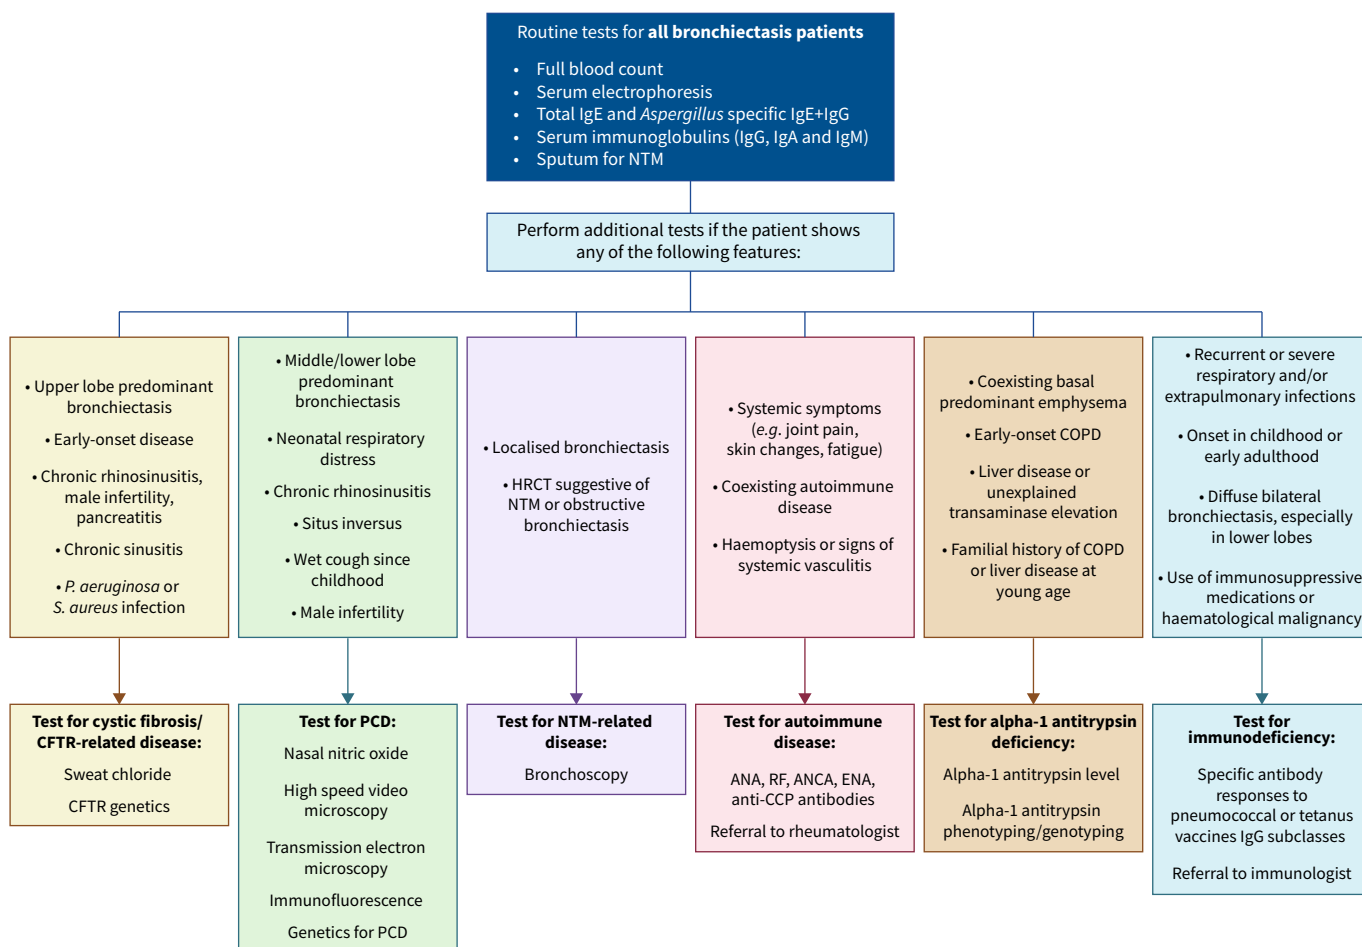 Routine tests for all bronchiectasis patients
• Full blood count
• Serum electrophoresis
• Total IgE and Aspergillus specific IgE+IgG
• Serum immunoglobulins (IgG, IgA and IgM)
• Sputum for NTM
Perform additional tests if the patient shows
any of the following features:
• Upper lobe predominant
bronchiectasis
• Early-onset disease
• Chronic rhinosinusitis,
male infertility,
pancreatitis
• Chronic sinusitis
• P. aeruginosa or
S. aureus infection
• Middle/lower lobe
predominant
bronchiectasis
• Neonatal respiratory
distress
• Chronic rhinosinusitis
• Situs inversus
• Wet cough since
childhood
• Male infertility
• Localised bronchiectasis
• HRCT suggestive of
NTM or obstructive
bronchiectasis
• Systemic symptoms
(e.g. joint pain,
skin changes, fatigue)
• Coexisting autoimmune
disease
• Haemoptysis or signs of
systemic vasculitis
• Coexisting basal
predominant emphysema
• Early-onset COPD
• Liver disease or
unexplained
transaminase elevation
• Familial history of COPD
or liver disease at
young age
• Recurrent or severe
respiratory and/or
extrapulmonary infections
• Onset in childhood or
early adulthood
• Diffuse bilateral
bronchiectasis, especially
in lower lobes
• Use of immunosuppressive
medications or
haematological malignancy
Test for cystic fibrosis/
CFTR-related disease:
Sweat chloride
CFTR genetics
Test for PCD:
Nasal nitric oxide
High speed video
microscopy
Transmission electron
microscopy
Immunofluorescence
Genetics for PCD
Test for NTM-related
disease:
Bronchoscopy
Test for autoimmune
disease:
ANA, RF, ANCA, ENA,
anti-CCP antibodies
Referral to rheumatologist
Test for alpha-1 antitrypsin
deficiency:
Alpha-1 antitrypsin level
Alpha-1 antitrypsin
phenotyping/genotyping
Test for
immunodeficiency:
Specific antibody
responses to
pneumococcal or tetanus
vaccines IgG subclasses
Referral to immunologist